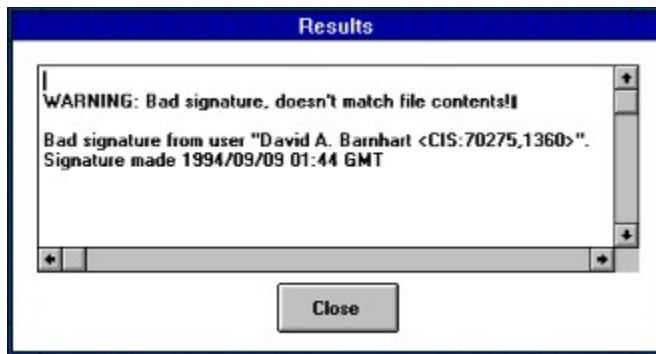 Results
WARNING: Bad signature, doesn't match file contents!
Bad signature from user "David A. Barnhart <CIS:70275,1360>".
Signature made 1994/09/09 01:44 GMT
Close